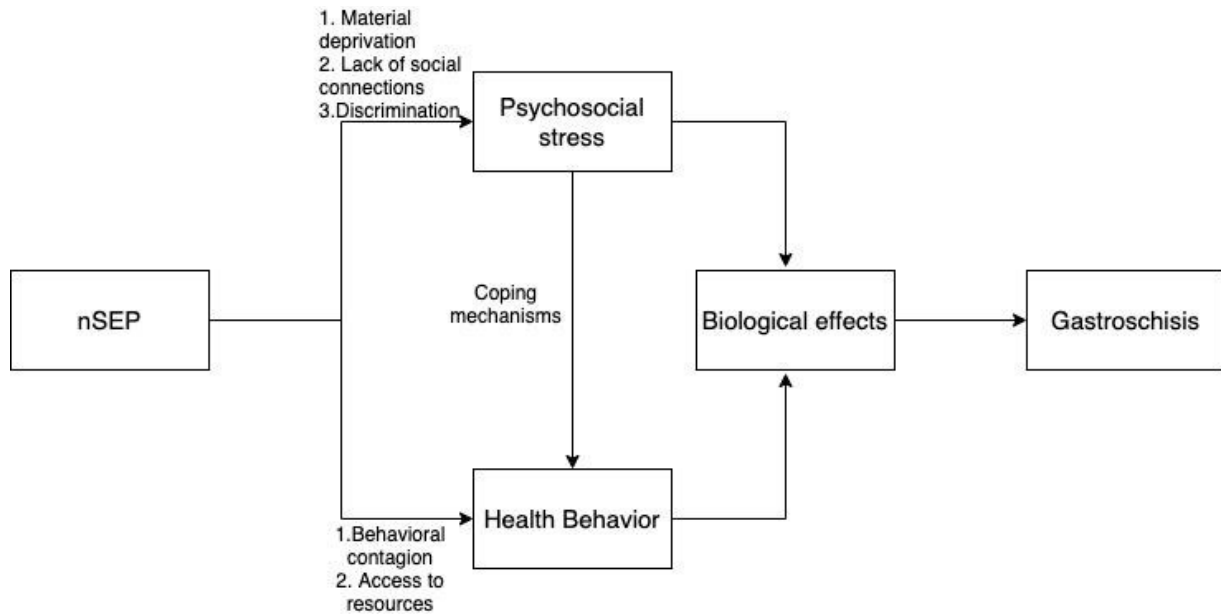 1. Material
deprivation
2. Lack of social
connections
3.Discrimination
Psychosocial
stress
nSEP
Coping
mechanisms
Biological effects
Gastroschisis
Health Behavior
1.Behavioral
contagion
2. Access to
resources